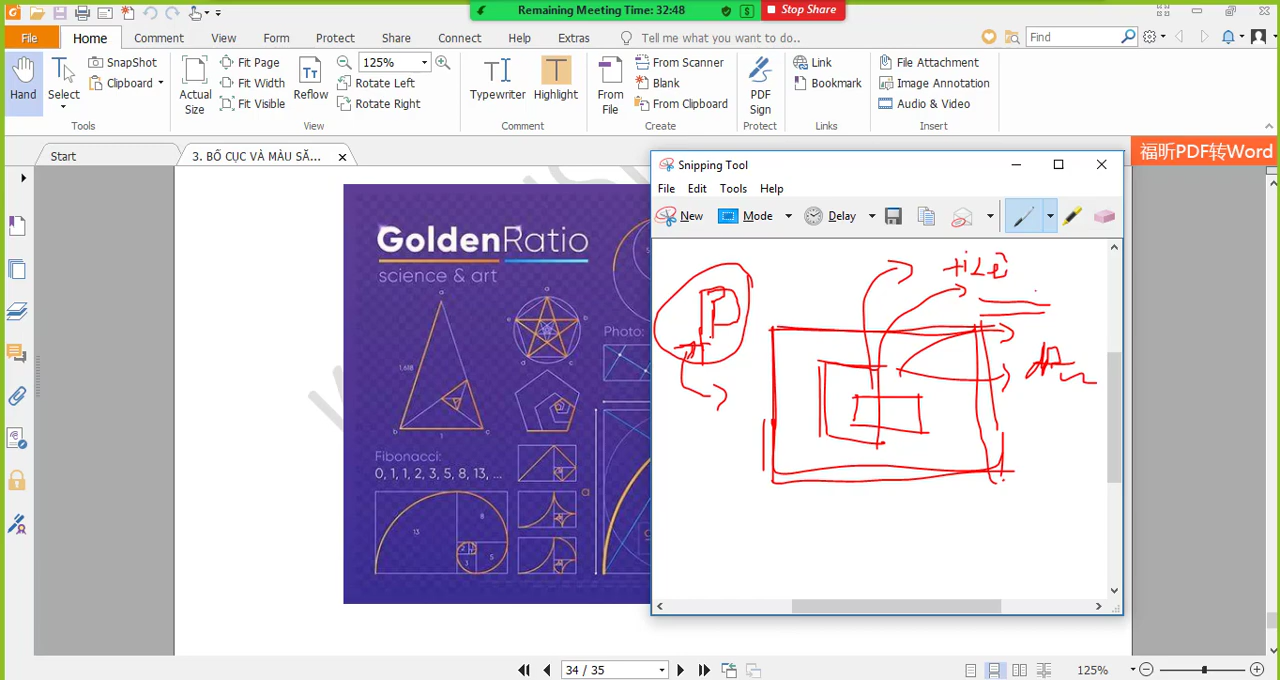 Remaining Meeting Time: 32:48
Stop Share
File Home Comment View Form Protect Share Connect Help Extras Tell me what you want to do.. Find
Hand
Select
SnapShot
Clipboard
Tools
Actual Size
Fit Page
Fit Width
Fit Visible
Reflow
125%
Rotate Left
Rotate Right
View
Typewriter
Highlight
Comment
From File
From Scanner
Blank
From Clipboard
Create
PDF Sign
Protect
Link
Bookmark
Links
File Attachment
Image Annotation
Audio & Video
Insert
Start
3. BỐ CỤC VÀ MÀU SĂ...
福昕PDF转Word
GoldenRatio
science & art
a
1,618
b
1
c
Photo:
Fibonacci:
0, 1, 1, 2, 3, 5, 8, 13, ...
13
8
5
3
a
Snipping Tool
File Edit Tools Help
New Mode Delay
P
34 / 35
125%